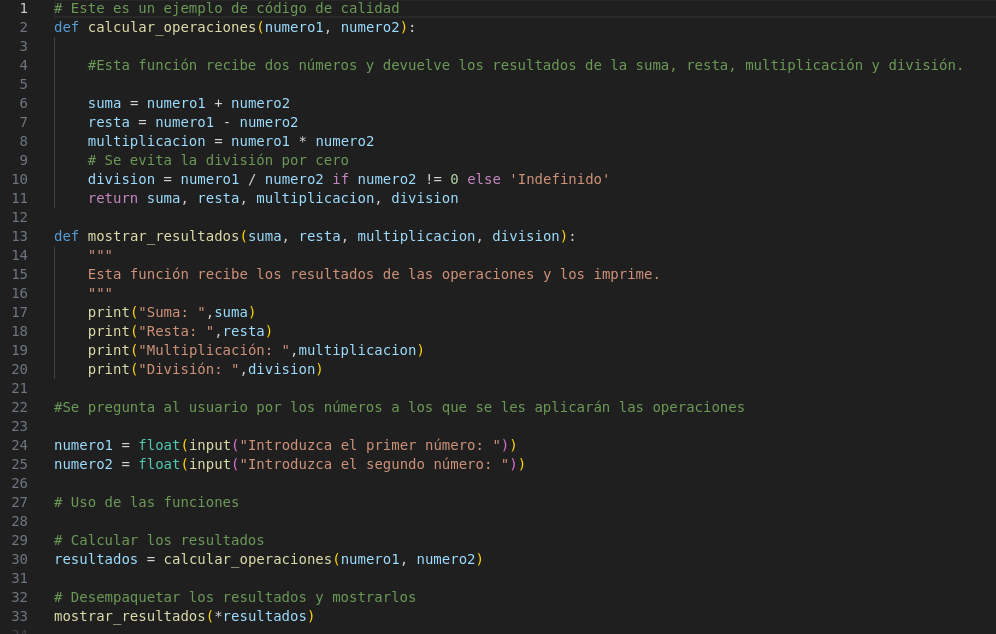 1 # Este es un ejemplo de código de calidad
2 def calcular_operaciones(numero1, numero2):
3
4     #Esta función recibe dos números y devuelve los resultados de la suma, resta, multiplicación y división.
5
6     suma = numero1 + numero2
7     resta = numero1 - numero2
8     multiplicacion = numero1 * numero2
9     # Se evita la división por cero
10     division = numero1 / numero2 if numero2 != 0 else 'Indefinido'
11     return suma, resta, multiplicacion, division
12
13 def mostrar_resultados(suma, resta, multiplicacion, division):
14     """
15     Esta función recibe los resultados de las operaciones y los imprime.
16     """
17     print("Suma: ",suma)
18     print("Resta: ",resta)
19     print("Multiplicación: ",multiplicacion)
20     print("División: ",division)
21
22 #Se pregunta al usuario por los números a los que se les aplicarán las operaciones
23
24 numero1 = float(input("Introduzca el primer número: "))
25 numero2 = float(input("Introduzca el segundo número: "))
26
27 # Uso de las funciones
28
29 # Calcular los resultados
30 resultados = calcular_operaciones(numero1, numero2)
31
32 # Desempaquetar los resultados y mostrarlos
33 mostrar_resultados(*resultados)